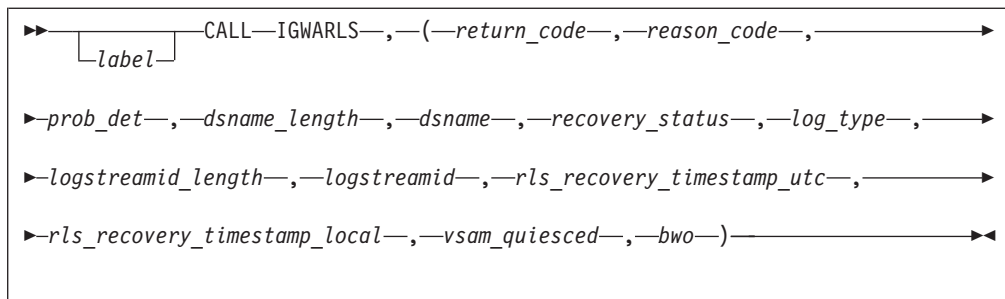 CALL IGWARLS , ( return_code , reason_code ,
label
prob_det , dsname_length , dsname , recovery_status , log_type ,
logstreamid_length , logstreamid , rls_recovery_timestamp_utc ,
rls_recovery_timestamp_local , vsam_quiesced , bwo )